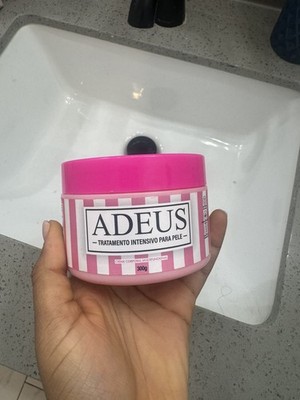 ADEUS
TRATAMENTO INTENSIVO PARA PELE
300g